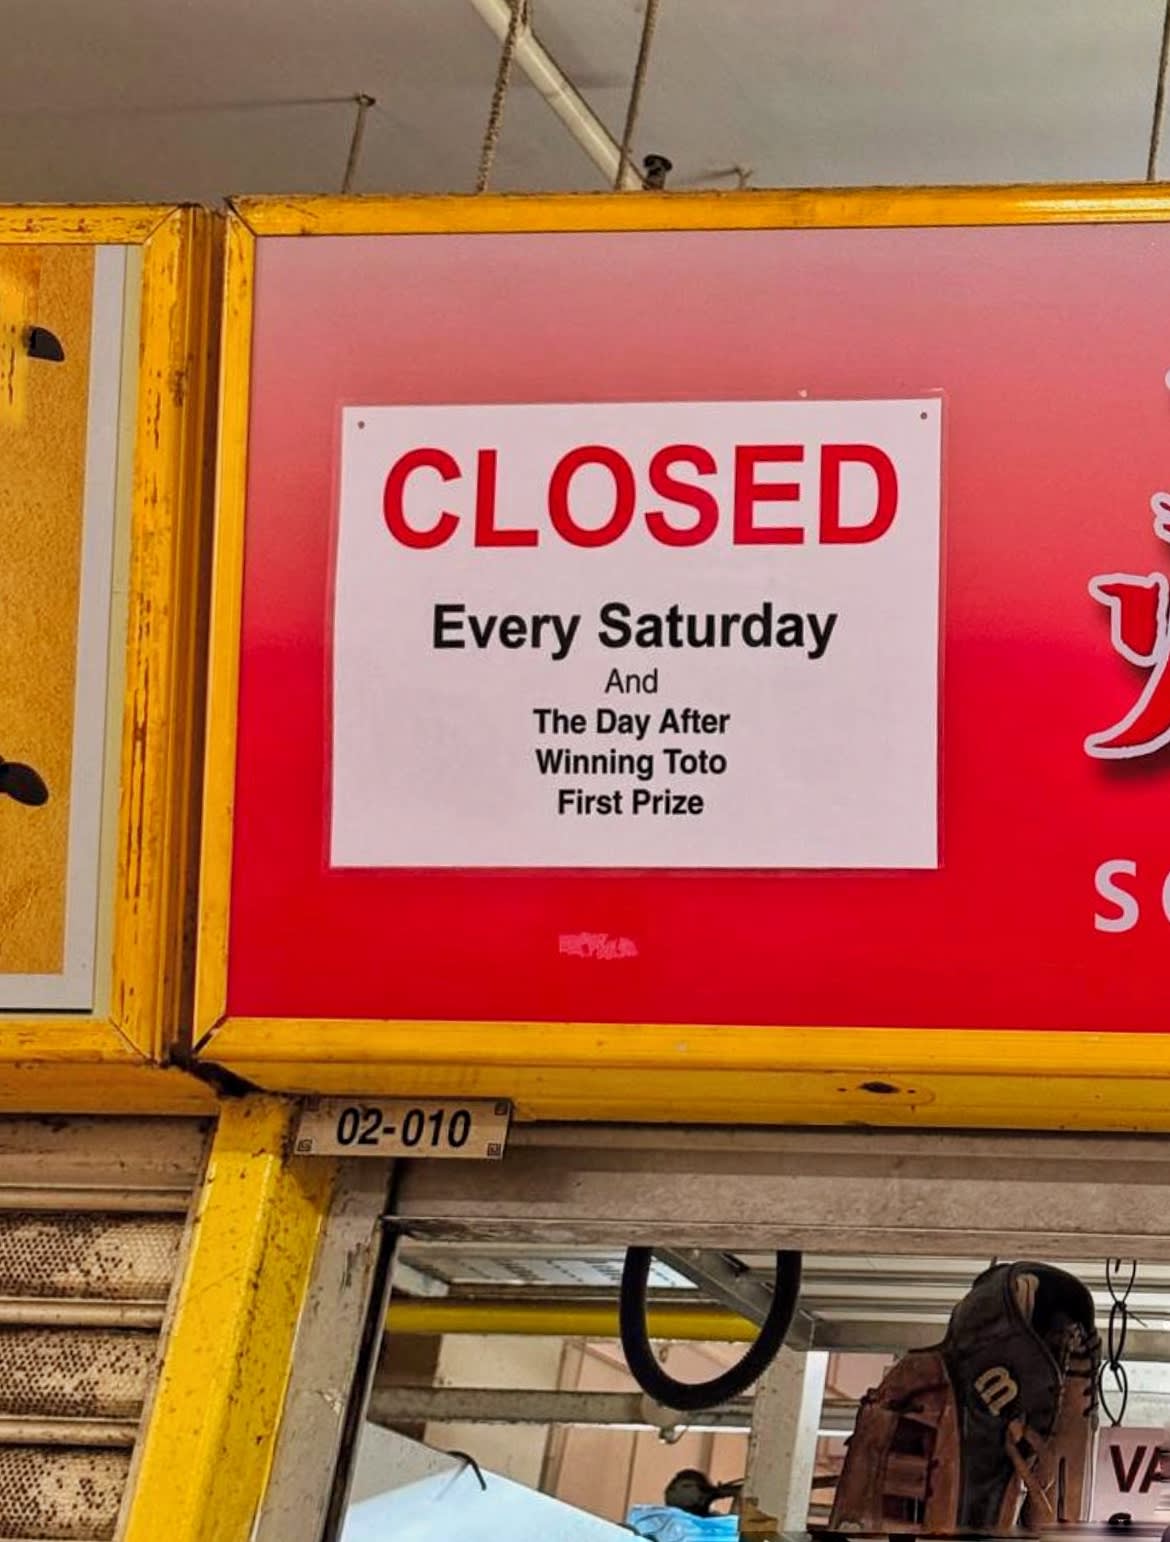 CLOSED
Every Saturday
And
The Day After
Winning Toto
First Prize
02-010